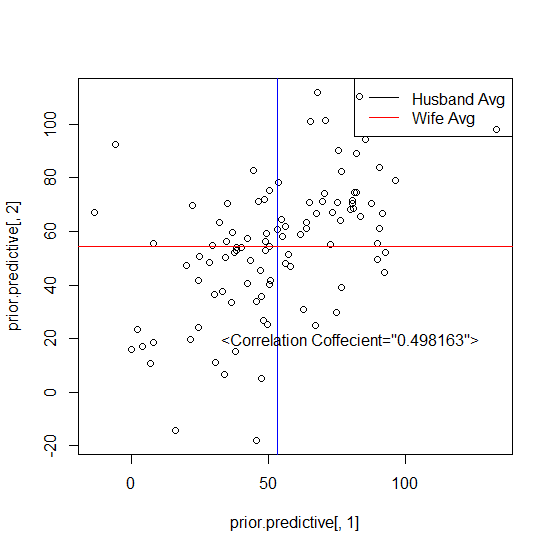 Husband Avg
Wife Avg
<Correlation Coffecient="0.498163">
prior.predictive[, 2]
-20
0
20
40
60
80
100
0
50
100
prior.predictive[, 1]